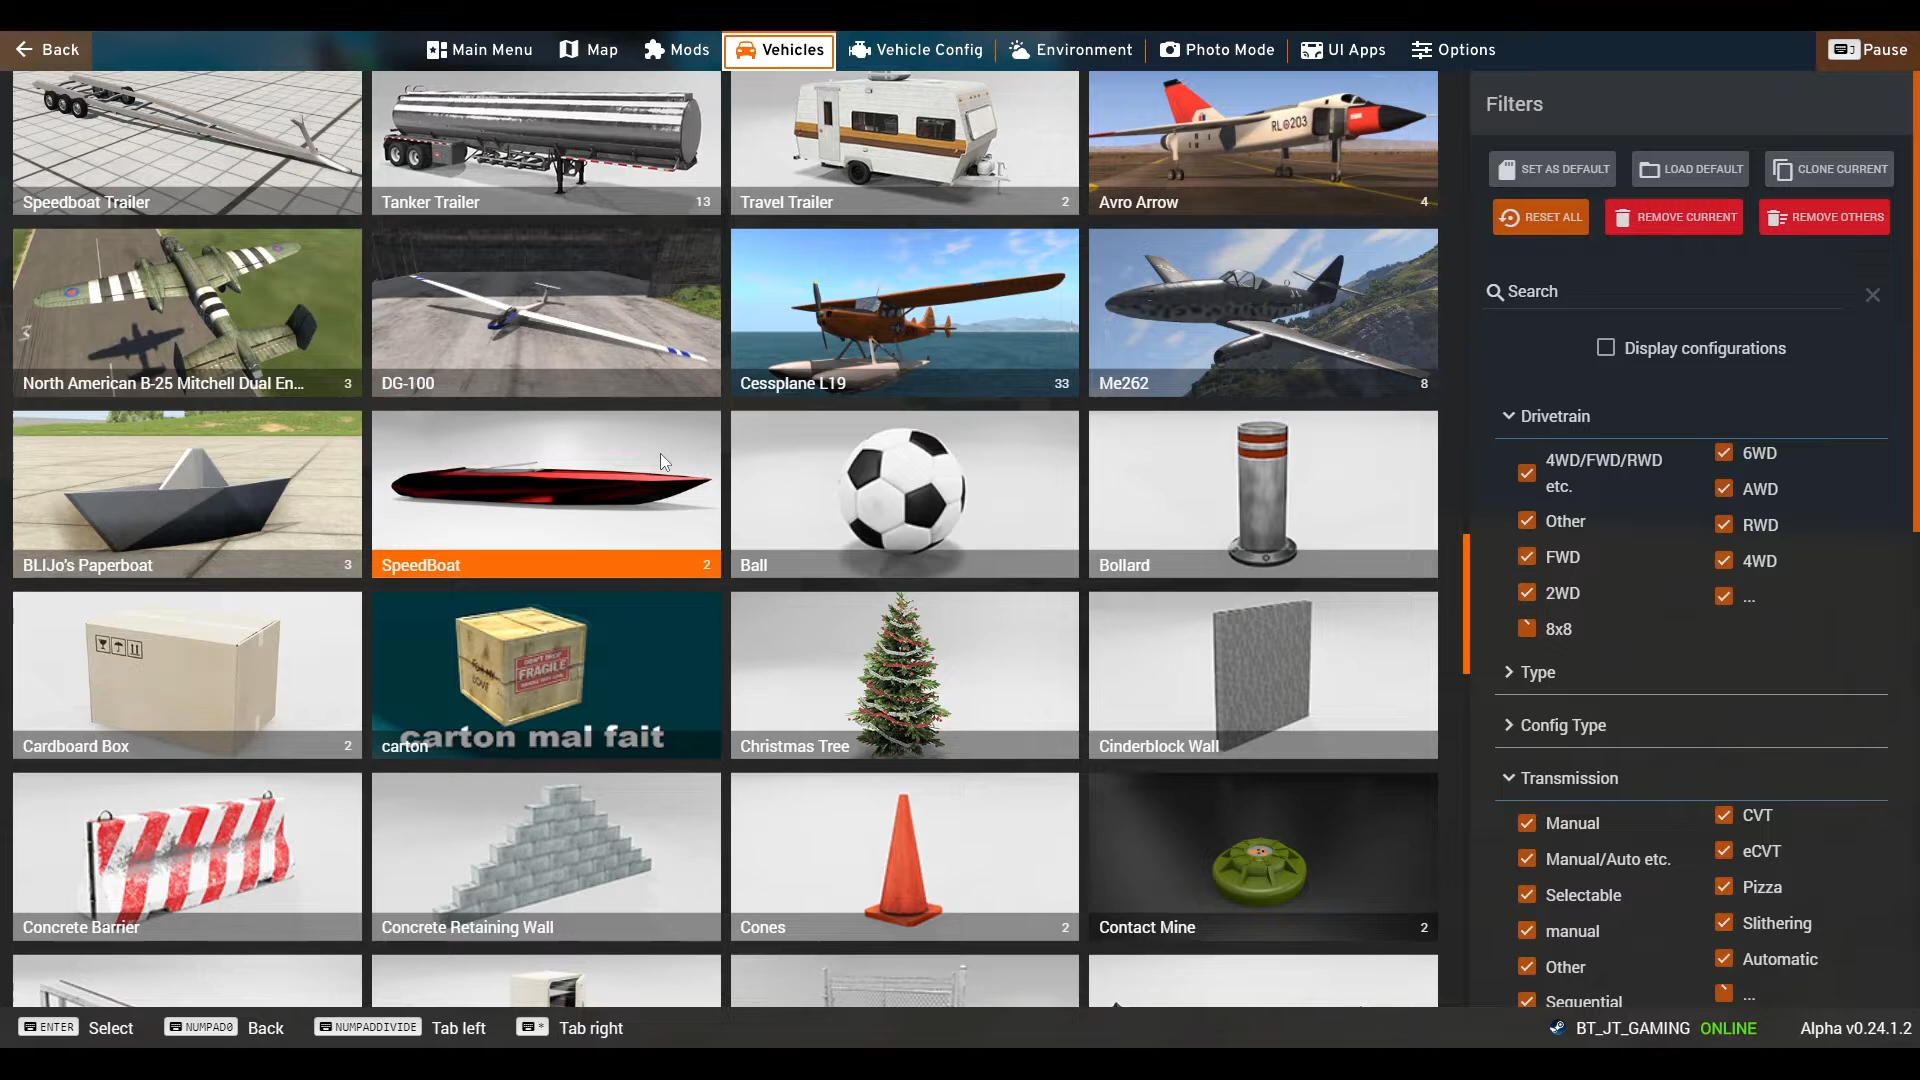 Back
Main Menu
Map
Mods
Vehicles
Vehicle Config
Environment
Photo Mode
UI Apps
Options
J
Pause
Speedboat Trailer
Tanker Trailer
13
Travel Trailer
2
RL 203
Avro Arrow
4
North American B-25 Mitchell Dual En...
3
DG-100
Cessplane L19
33
Me262
8
BLIJo's Paperboat
3
SpeedBoat
2
Ball
Bollard
Cardboard Box
2
FRAGILE
carton mal fait
carton
Christmas Tree
Cinderblock Wall
Concrete Barrier
Concrete Retaining Wall
Cones
2
Contact Mine
2
Filters
SET AS DEFAULT
LOAD DEFAULT
CLONE CURRENT
RESET ALL
REMOVE CURRENT
REMOVE OTHERS
Search
Display configurations
Drivetrain
4WD/FWD/RWD
etc.
Other
FWD
2WD
8x8
6WD
AWD
RWD
4WD
...
Type
Config Type
Transmission
Manual
Manual/Auto etc.
Selectable
manual
Other
Sequential
CVT
eCVT
Pizza
Slithering
Automatic
...
ENTER Select
NUMPAD0 Back
NUMPADDIVIDE Tab left
* Tab right
BT_JT_GAMING ONLINE
Alpha v0.24.1.2